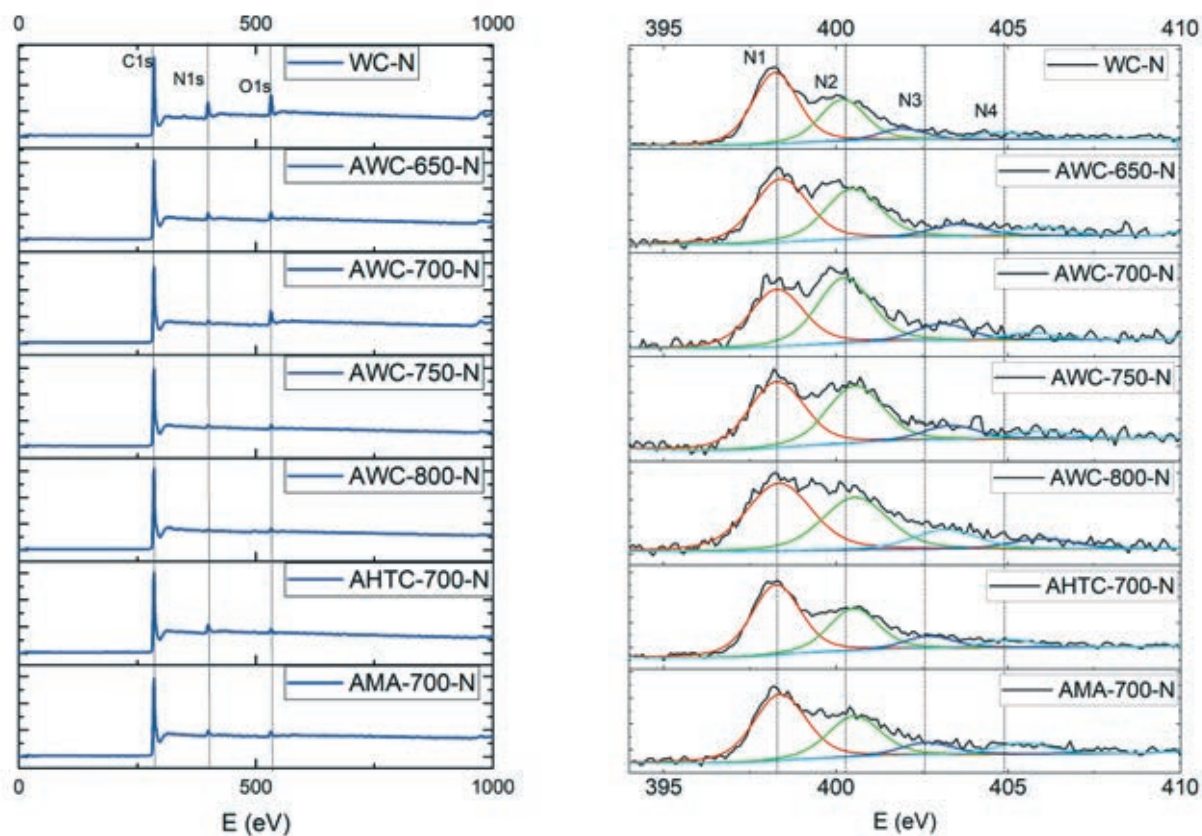 0 500 1000
C1s
N1s
O1s
WC-N
AWC-650-N
AWC-700-N
AWC-750-N
AWC-800-N
AHTC-700-N
AMA-700-N
0 500 1000
E (eV)
395 400 405 410
N1
N2
N3
N4
WC-N
AWC-650-N
AWC-700-N
AWC-750-N
AWC-800-N
AHTC-700-N
AMA-700-N
395 400 405 410
E (eV)